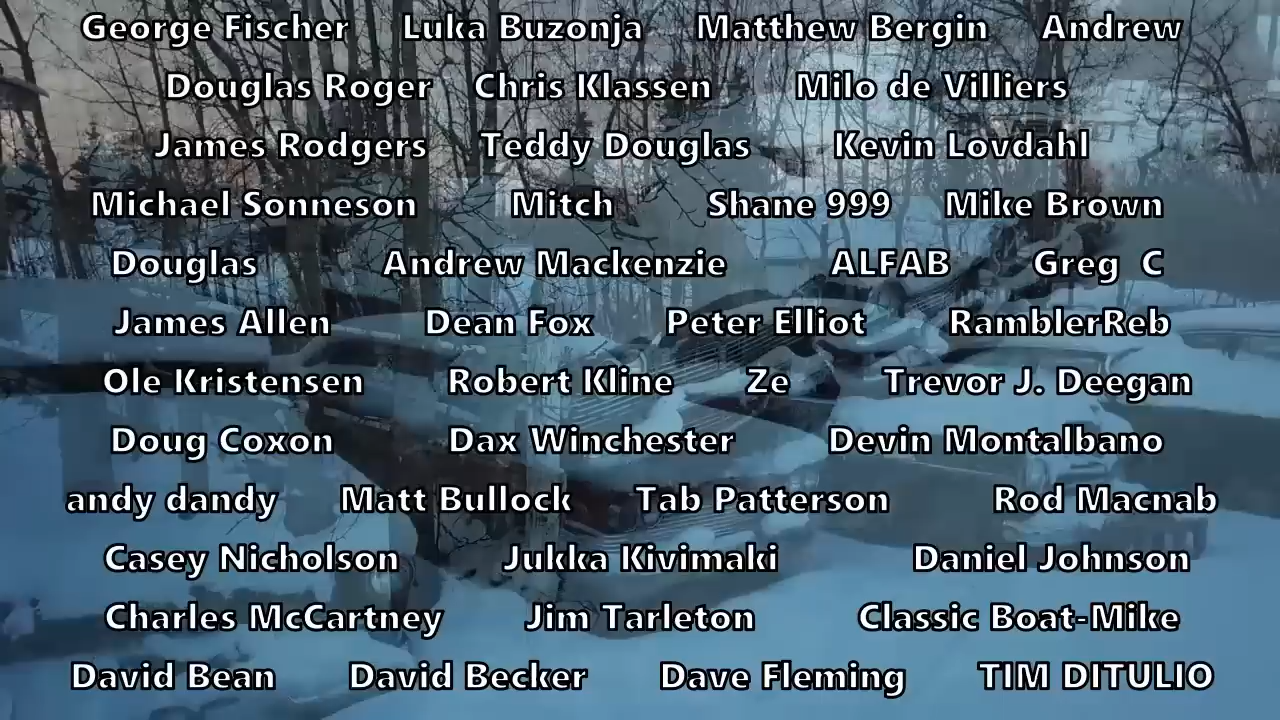 George Fischer Luka Buzonja Matthew Bergin Andrew
Douglas Roger Chris Klassen Milo de Villiers
James Rodgers Teddy Douglas Kevin Lovdahl
Michael Sonneson Mitch Shane 999 Mike Brown
Douglas Andrew Mackenzie ALFAB Greg C
James Allen Dean Fox Peter Elliot RamblerReb
Ole Kristensen Robert Kline Ze Trevor J. Deegan
Doug Coxon Dax Winchester Devin Montalbano
andy dandy Matt Bullock Tab Patterson Rod Macnab
Casey Nicholson Jukka Kivimaki Daniel Johnson
Charles McCartney Jim Tarleton Classic Boat-Mike
David Bean David Becker Dave Fleming TIM DITULIO